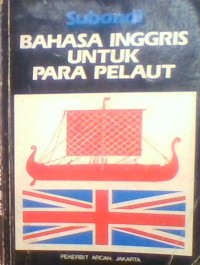 Subandi
BAHASA INGGRIS
UNTUK
PARA PELAUT
PENERBIT ARCAN JAKARTA